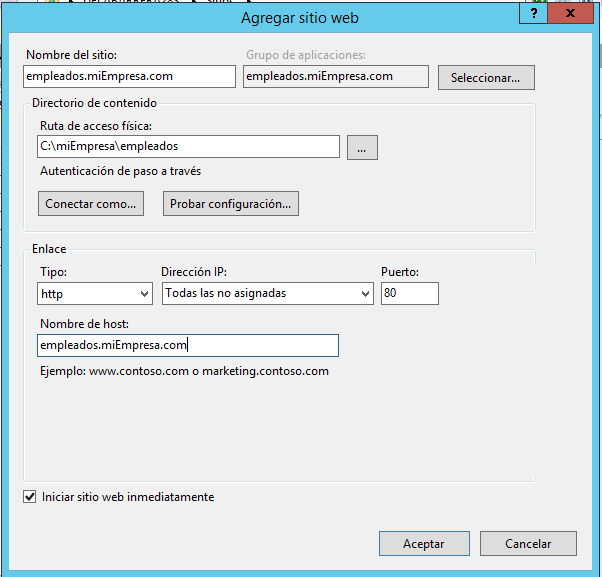 Agregar sitio web
?
x
Nombre del sitio:
Grupo de aplicaciones:
empleados.miEmpresa.com
empleados.miEmpresa.com
Seleccionar...
Directorio de contenido
Ruta de acceso física:
C:\miEmpresa\empleados
...
Autenticación de paso a través
Conectar como...
Probar configuración...
Enlace
Tipo:
Dirección IP:
Puerto:
http
Todas las no asignadas
80
Nombre de host:
empleados.miEmpresa.com
Ejemplo: www.contoso.com o marketing.contoso.com
Iniciar sitio web inmediatamente
Aceptar
Cancelar